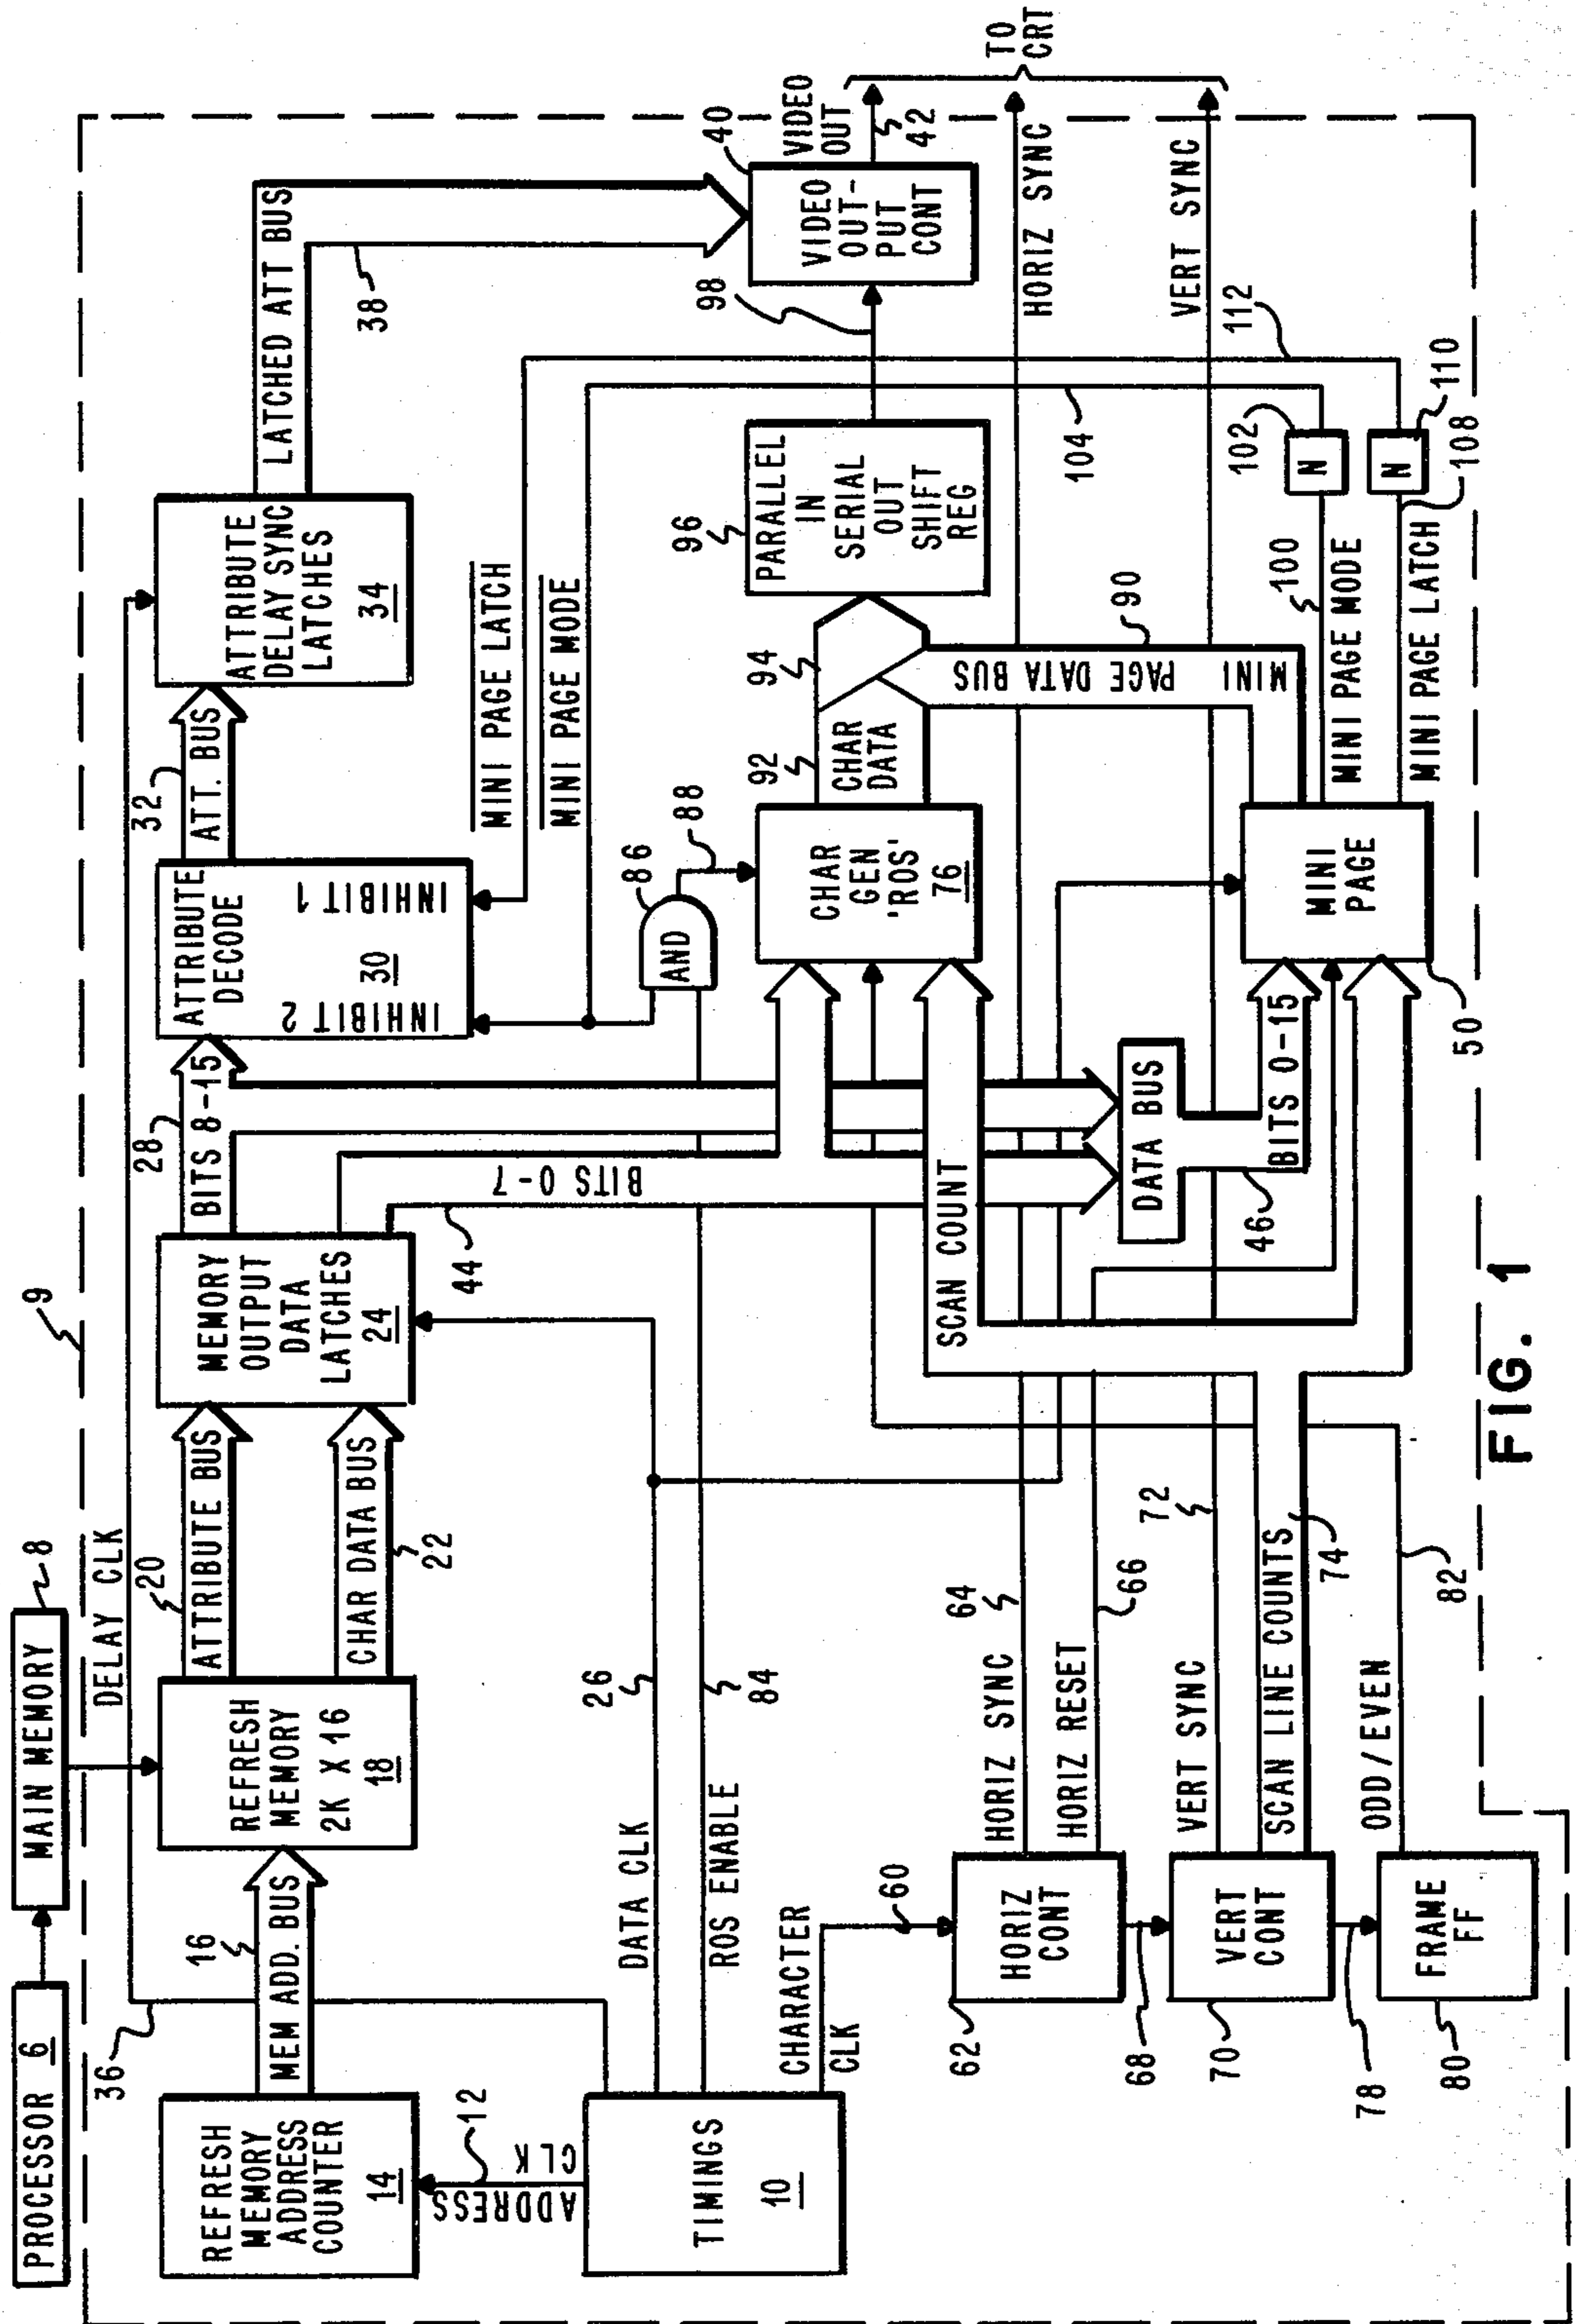 PROCESSOR 6
MAIN MEMORY
8
9
36
DELAY CLK
REFRESH
MEMORY
ADDRESS
COUNTER
14
16
MEM ADD. BUS
REFRESH
MEMORY
2K X 16
18
20
ATTRIBUTE BUS
CHAR DATA BUS
22
MEMORY
OUTPUT
DATA
LATCHES
24
28
BITS 8-15
ATTRIBUTE
DECODE
30
INHIBIT 2
INHIBIT 1
32
ATT. BUS
ATTRIBUTE
DELAY SYNC
LATCHES
34
LATCHED ATT BUS
38
ADDRESS
CLK
12
44
BITS 0-7
MINI PAGE LATCH
MINI PAGE MODE
TIMINGS
10
DATA CLK
26
ROS ENABLE
84
AND
86
88
CHARACTER
CLK
60
CHAR
GEN
'ROS'
76
92
CHAR
DATA
94
96
PARALLEL
IN
SERIAL
OUT
SHIFT
REG
98
VIDEO
OUT-
PUT
CONT
40
VIDEO
OUT
42
TO
CRT
HORIZ
CONT
62
HORIZ SYNC
64
HORIZ RESET
66
SCAN COUNT
HORIZ SYNC
68
VERT
CONT
70
VERT SYNC
72
SCAN LINE COUNTS
74
DATA BUS
46
BITS 0-15
MINI PAGE DATA BUS
90
104
VERT SYNC
112
78
FRAME
FF
80
ODD/EVEN
82
MINI
PAGE
50
100
MINI PAGE MODE
102
N
MINI PAGE LATCH
N
110
108
FIG. 1